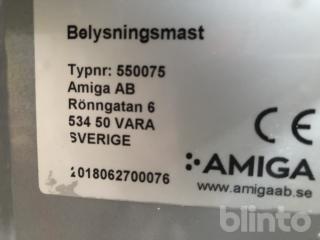 Belysningsmast
Typnr: 550075
Amiga AB
Rönngatan 6
534 50 VARA
SVERIGE
CE
AMIGA
2018062700076
www.amigaab.se
blinto